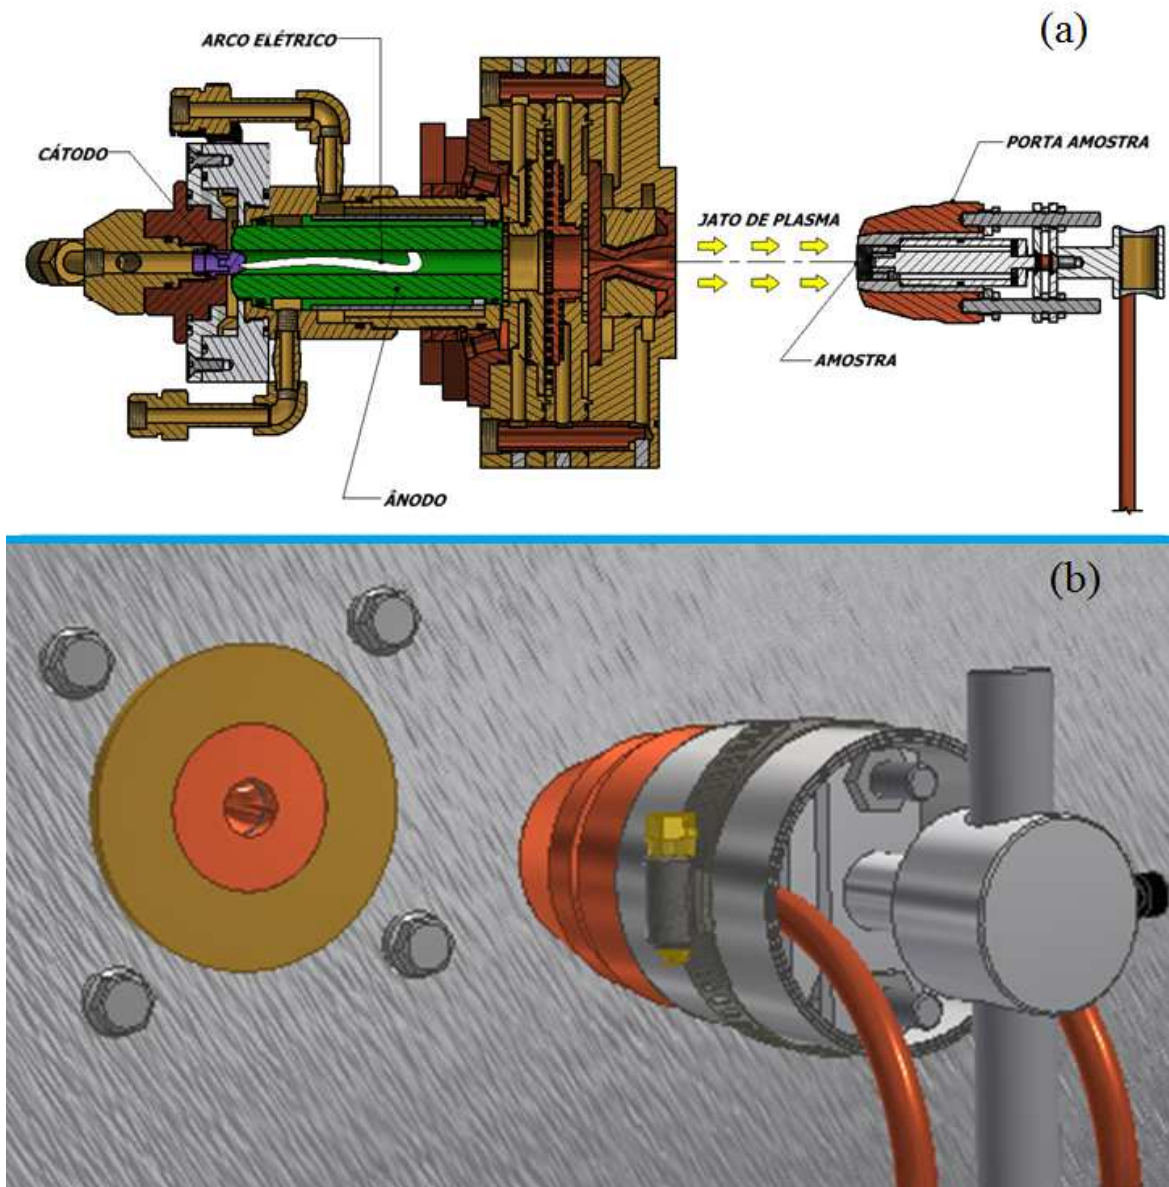 (a)
ARCO ELÉTRICO
CÁTODO
PORTA AMOSTRA
JATO DE PLASMA
AMOSTRA
ÂNODO
(b)